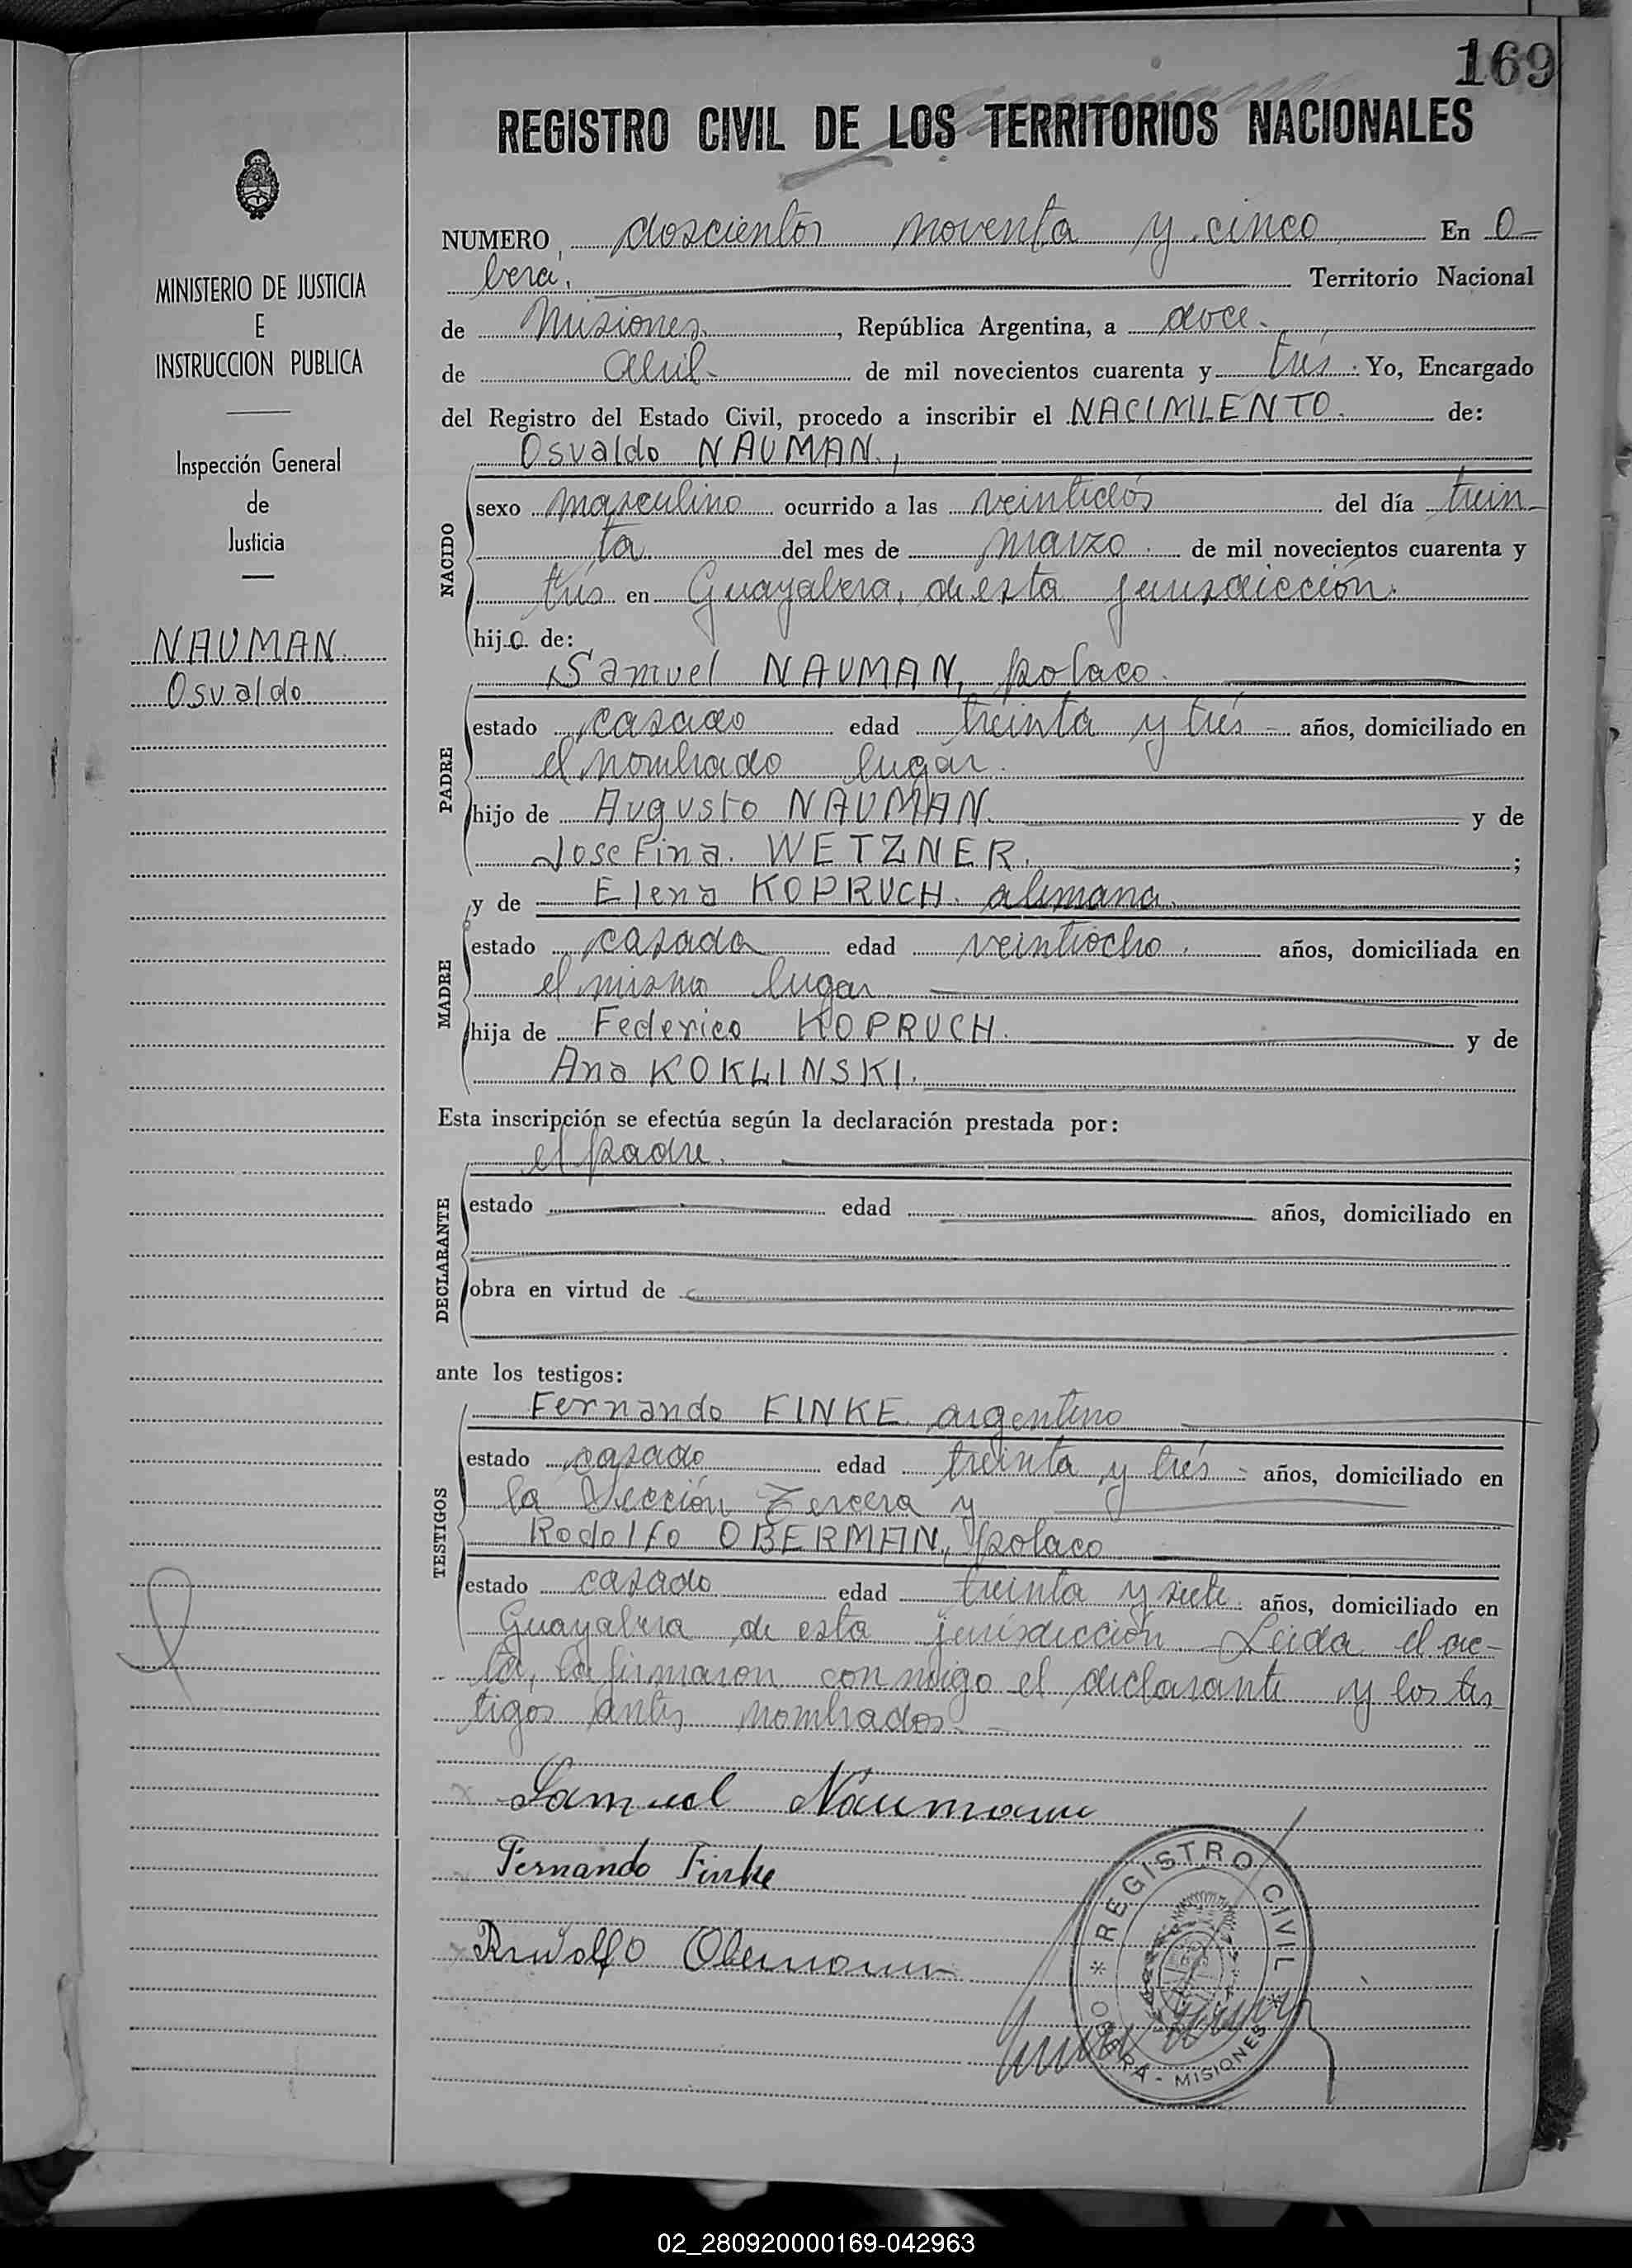 169
REGISTRO CIVIL DE LOS TERRITORIOS NACIONALES
MINISTERIO DE JUSTICIA
E
INSTRUCCION PUBLICA
Inspección General
de
Justicia
NAUMAN
Osvaldo
NUMERO doscientos noventa y cinco En O-
berá, Territorio Nacional
de Misiones, República Argentina, a doce.
de abril de mil novecientos cuarenta y trés. Yo, Encargado
del Registro del Estado Civil, procedo a inscribir el NACIMIENTO. de:
Osvaldo NAUMAN.,
NACIDO
sexo masculino ocurrido a las veintidós del día trein-
ta. del mes de marzo. de mil novecientos cuarenta y
trés en Guayabera, de esta jurisdicción.
hijo de:
Samuel NAUMAN, polaco.
PADRE
estado casado edad treinta y trés - años, domiciliado en
el nombrado lugar.
hijo de Augusto NAUMAN. y de
Josefina. WETZNER. ;
y de Elena KOPRUCH. alemana.
MADRE
estado casada edad veintiocho. años, domiciliada en
el mismo lugar
hija de Federico KOPRUCH. y de
Ana KOKLINSKI.
Esta inscripción se efectúa según la declaración prestada por:
el padre.
DECLARANTE
estado edad años, domiciliado en
obra en virtud de
ante los testigos:
Fernando FINKE. argentino
TESTIGOS
estado casado edad treinta y trés - años, domiciliado en
la Sección Tercera y
Rodolfo OBERMAN, polaco
estado casado edad treinta y siete. años, domiciliado en
Guayabera de esta jurisdicción. Leida el ac-
ta, la firmaron conmigo el declarante y los tes-
tigos antes nombrados. -
Samuel Náumann
Fernando Finke
Rudolfo Obermann
REGISTRO CIVIL
* OBERÁ - MISIONES *
02_280920000169-042963